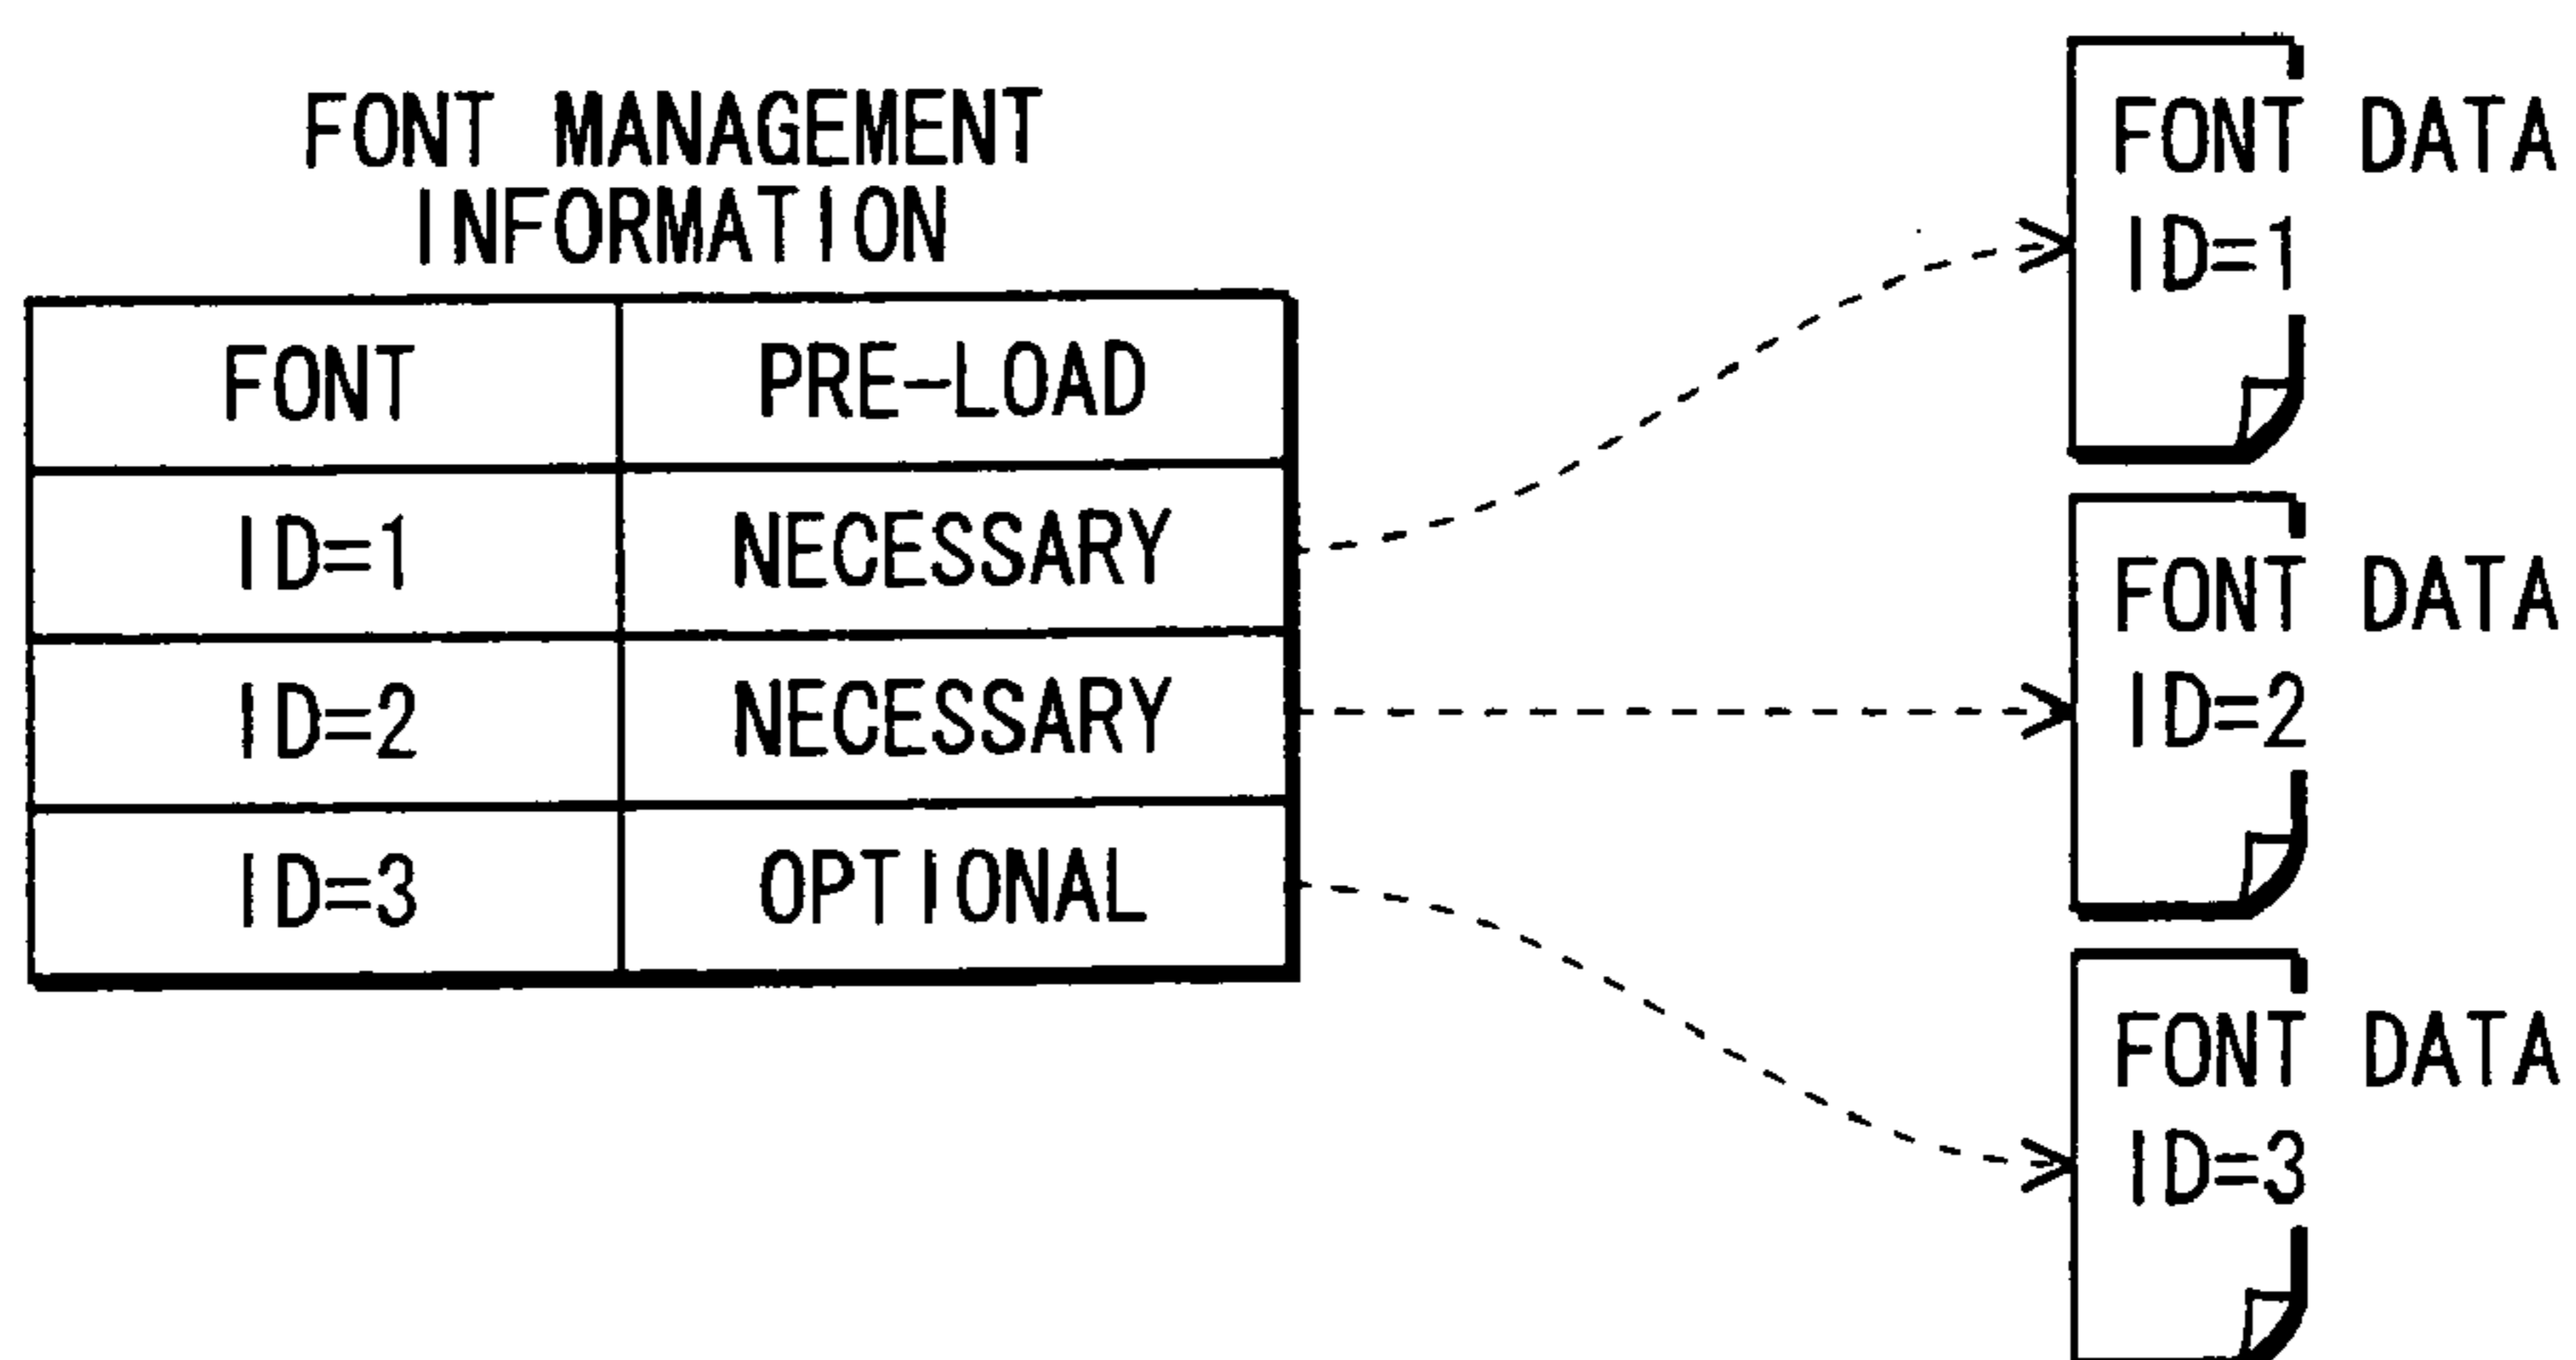 FONT MANAGEMENT
INFORMATION
FONT PRE-LOAD
ID=1 NECESSARY
ID=2 NECESSARY
ID=3 OPTIONAL
FONT DATA
ID=1
FONT DATA
ID=2
FONT DATA
ID=3